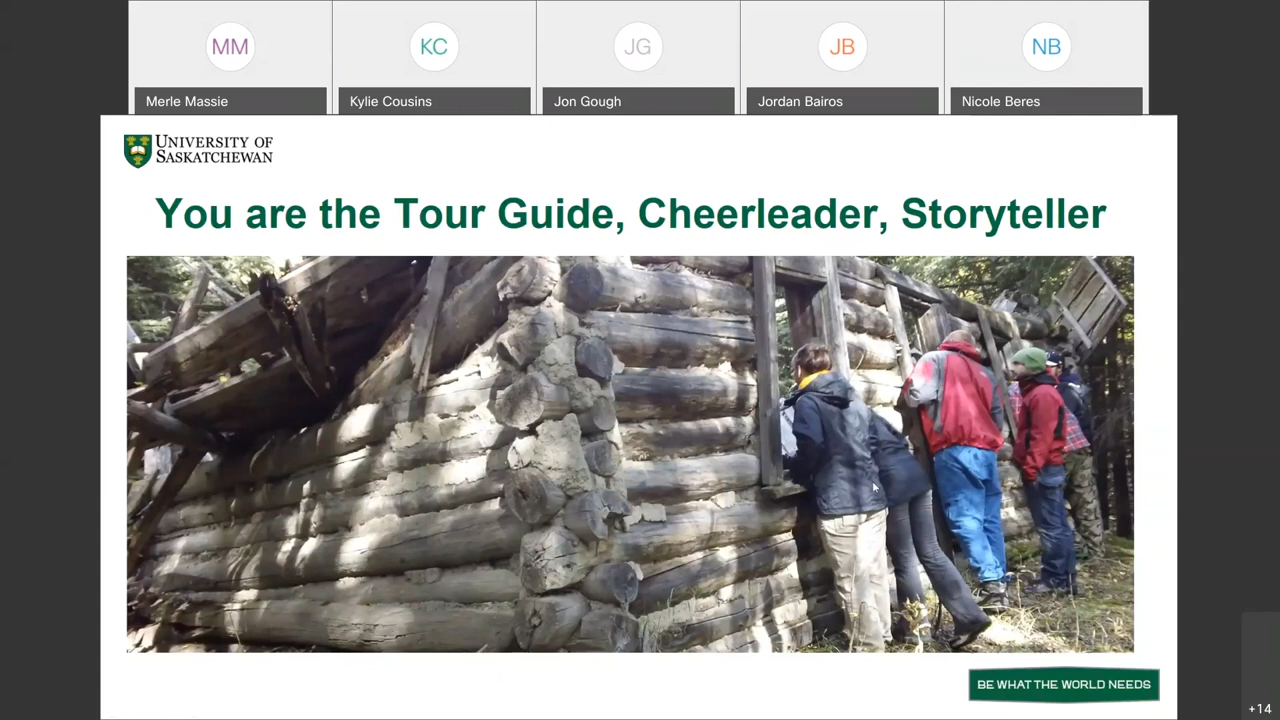 MM
KC
JG
JB
NB
Merle Massie
Kylie Cousins
Jon Gough
Jordan Bairos
Nicole Beres
UNIVERSITY OF
SASKATCHEWAN
You are the Tour Guide, Cheerleader, Storyteller
BE WHAT THE WORLD NEEDS
+14